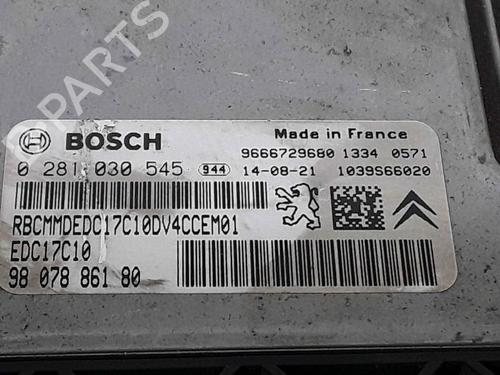 BOSCH
Made in France
9666729680 1334 0571
0 281 030 545 944 14-08-21 1039S66020
RBCMMDEDC17C10DV4CCEM01
EDC17C10
98 078 861 80
PARTS